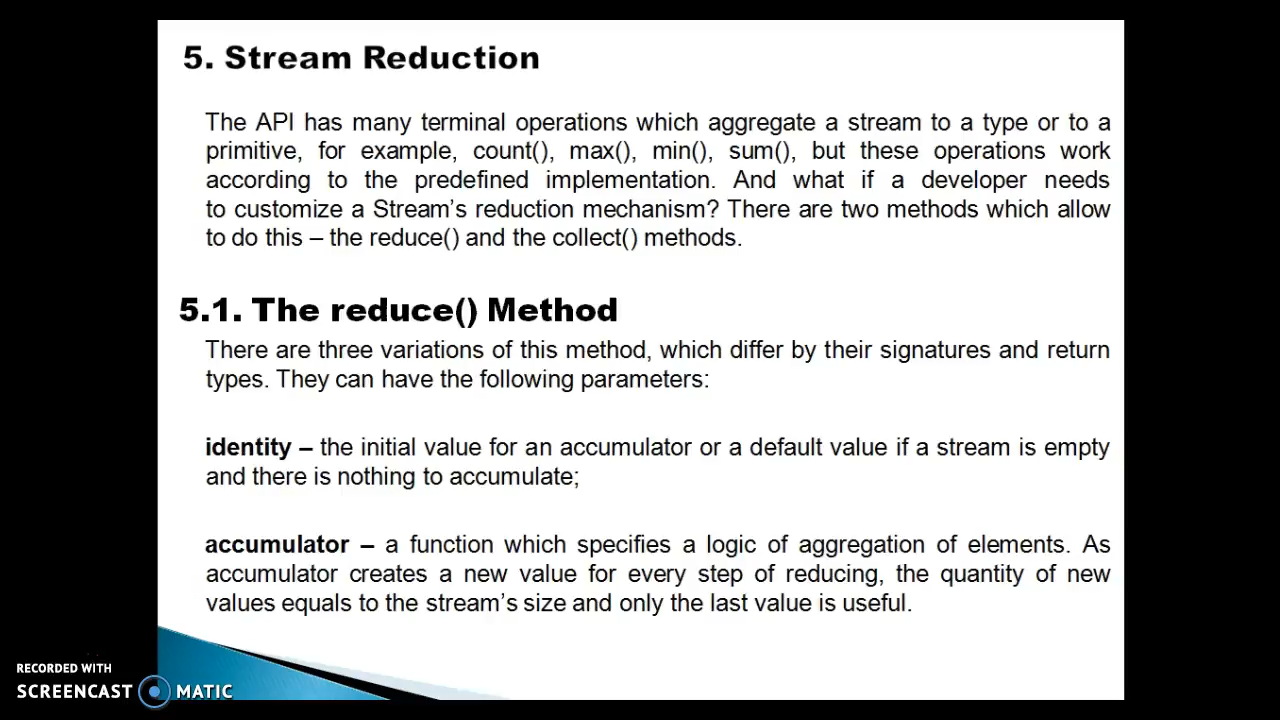 5. Stream Reduction
The API has many terminal operations which aggregate a stream to a type or to a
primitive, for example, count(), max(), min(), sum(), but these operations work
according to the predefined implementation. And what if a developer needs
to customize a Stream’s reduction mechanism? There are two methods which allow
to do this – the reduce() and the collect() methods.
5.1. The reduce() Method
There are three variations of this method, which differ by their signatures and return
types. They can have the following parameters:
identity – the initial value for an accumulator or a default value if a stream is empty
and there is nothing to accumulate;
accumulator – a function which specifies a logic of aggregation of elements. As
accumulator creates a new value for every step of reducing, the quantity of new
values equals to the stream’s size and only the last value is useful.
RECORDED WITH
SCREENCAST MATIC